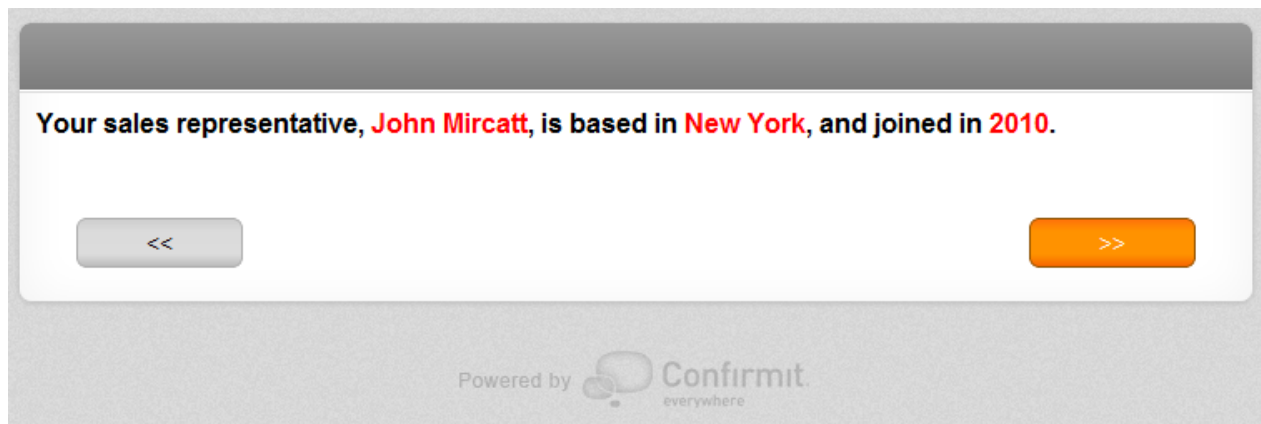 Your sales representative, John Mircatt, is based in New York, and joined in 2010.
<< >>
Powered by Confirmit.
everywhere